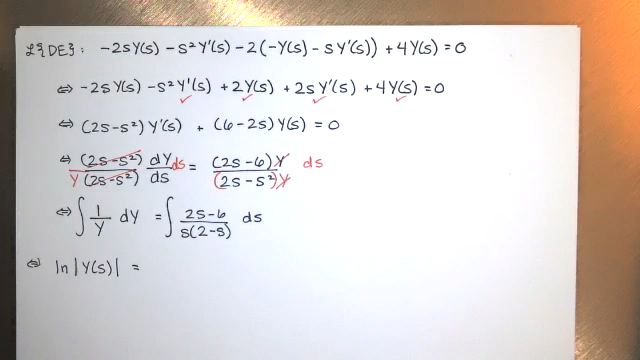 ℒ{DE}: -2sY(s) - s²Y'(s) - 2(-Y(s) - sY'(s)) + 4Y(s) = 0
⇔ -2sY(s) - s²Y'(s) + 2Y(s) + 2sY'(s) + 4Y(s) = 0
⇔ (2s-s²)Y'(s) + (6-2s)Y(s) = 0
⇔ (2s-s²)/(Y(2s-s²)) dY/ds ds = (2s-6)Y/((2s-s²)Y) ds
⇔ ∫ 1/Y dY = ∫ (2s-6)/(s(2-s)) ds
⇔ ln|Y(s)| =